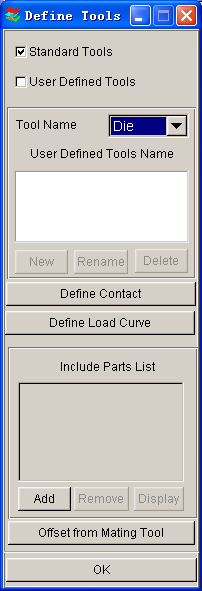 Define Tools
Standard Tools
User Defined Tools
Tool Name Die
User Defined Tools Name
New Rename Delete
Define Contact
Define Load Curve
Include Parts List
Add Remove Display
Offset from Mating Tool
OK